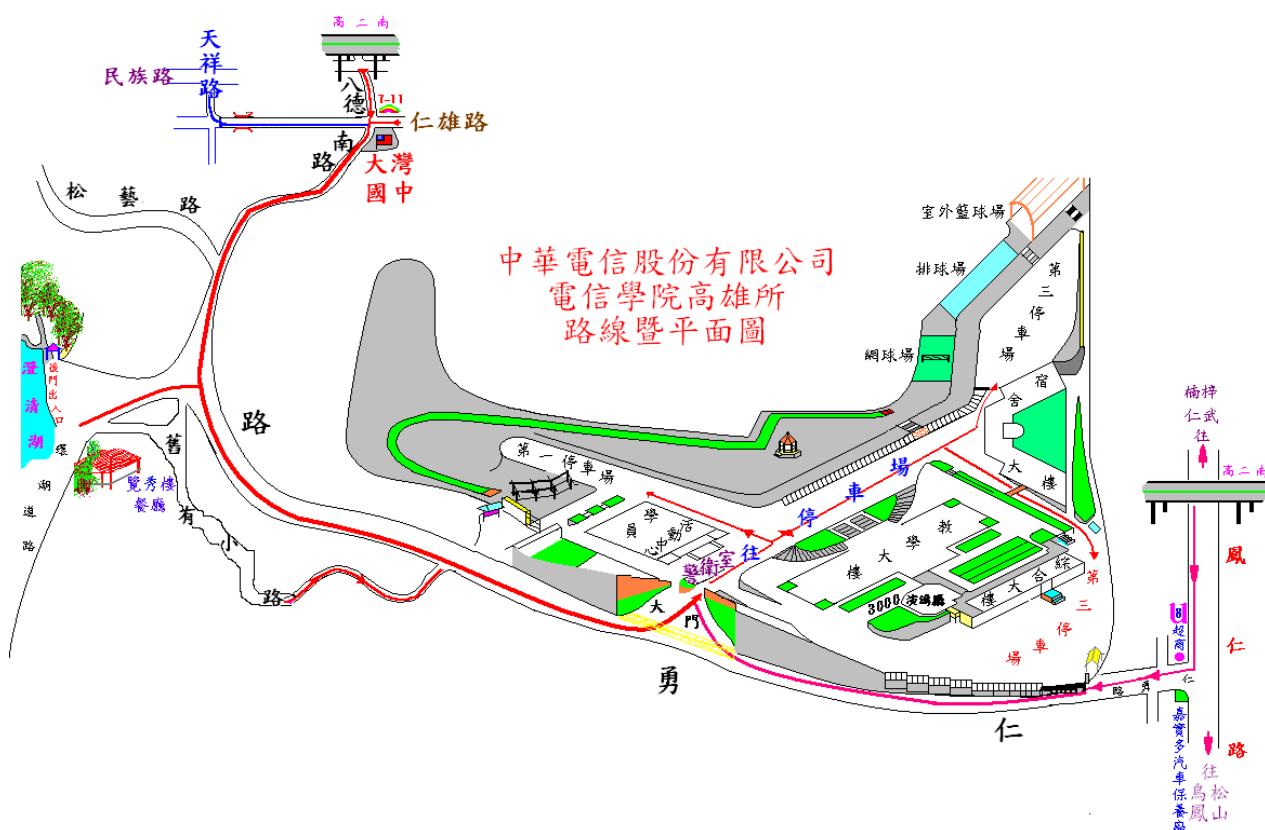 高二南
天祥路
民族路
八德南路
7-11
仁雄路
大灣
國中
松藝路
室外籃球場
中華電信股份有限公司
電信學院高雄所
路線暨平面圖
排球場
第三停車場
網球場
宿舍大樓
澄清湖
後門出入口
環湖道路
覽秀樓
餐廳
舊有小路
第一停車場
學員活動中心
往停車場
警衛室
大門
教學大樓
3000人演講廳
綜合大樓
第三停車場
楠梓
仁武
往
高二南
鳳仁路
8
超商
仁勇路
仁勇路
嘉實多汽車保養廠
往
鳥松
鳳山